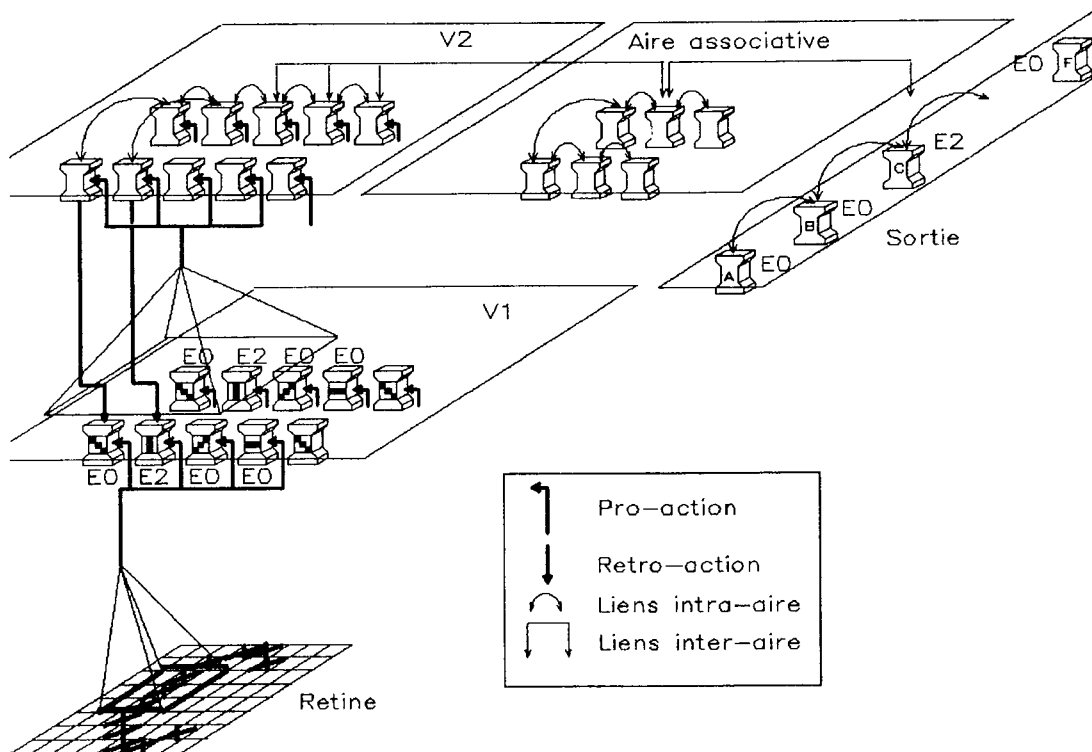 V2
Aire associative
E0 F
C E2
B E0
Sortie
A E0
V1
E0 E2 E0 E0
E0 E2 E0 E0
Pro-action
Retro-action
Liens intra-aire
Liens inter-aire
Retine